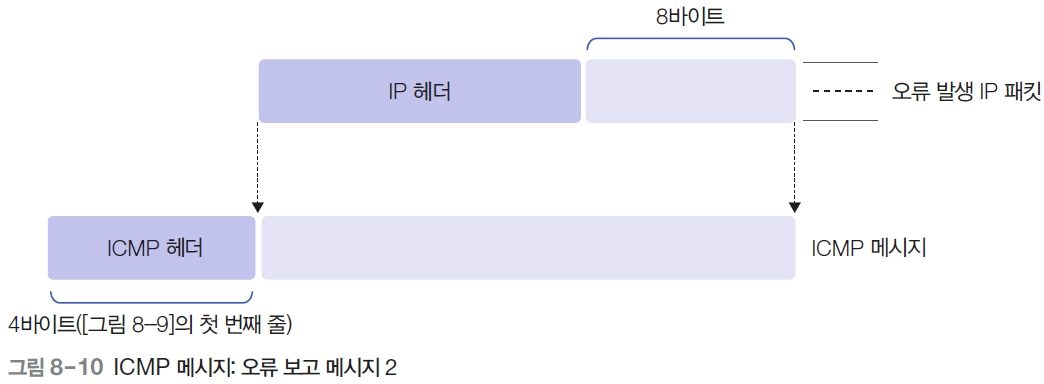 8바이트
IP 헤더
오류 발생 IP 패킷
ICMP 헤더
ICMP 메시지
4바이트([그림 8-9]의 첫 번째 줄)
그림 8-10 ICMP 메시지: 오류 보고 메시지 2